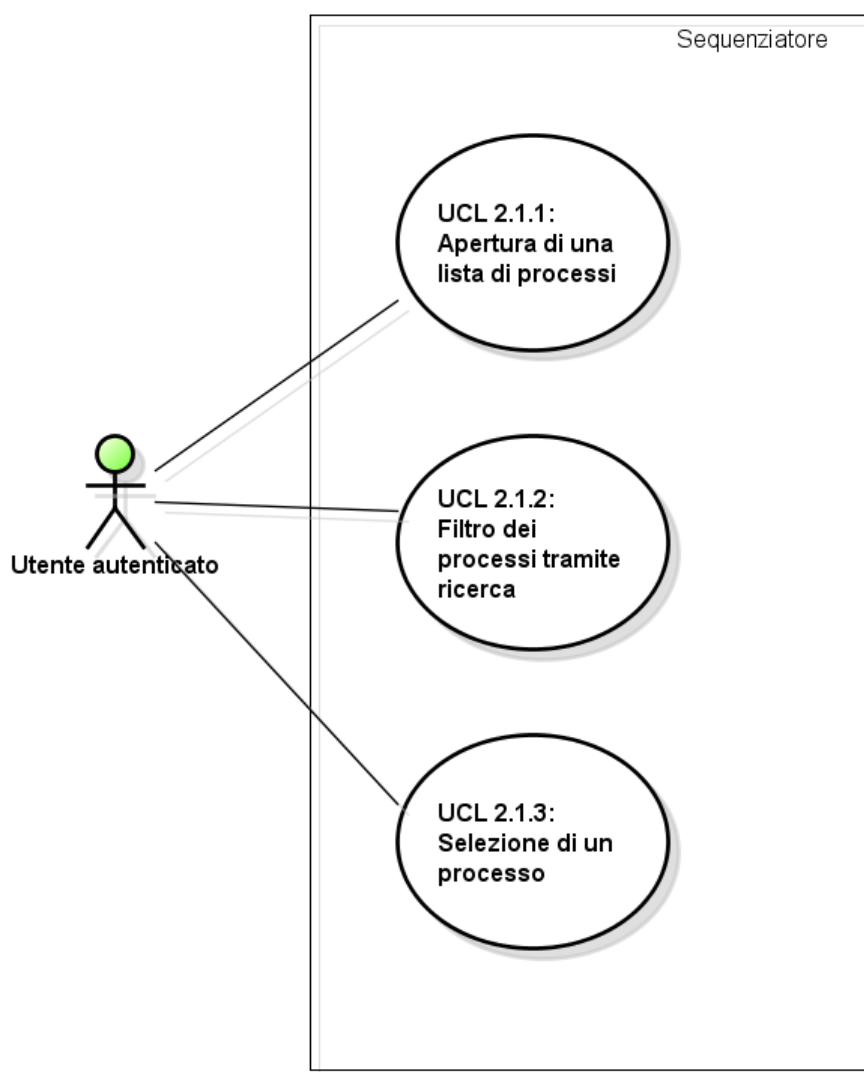 Sequenziatore
UCL 2.1.1:
Apertura di una
lista di processi
UCL 2.1.2:
Filtro dei
processi tramite
ricerca
Utente autenticato
UCL 2.1.3:
Selezione di un
processo